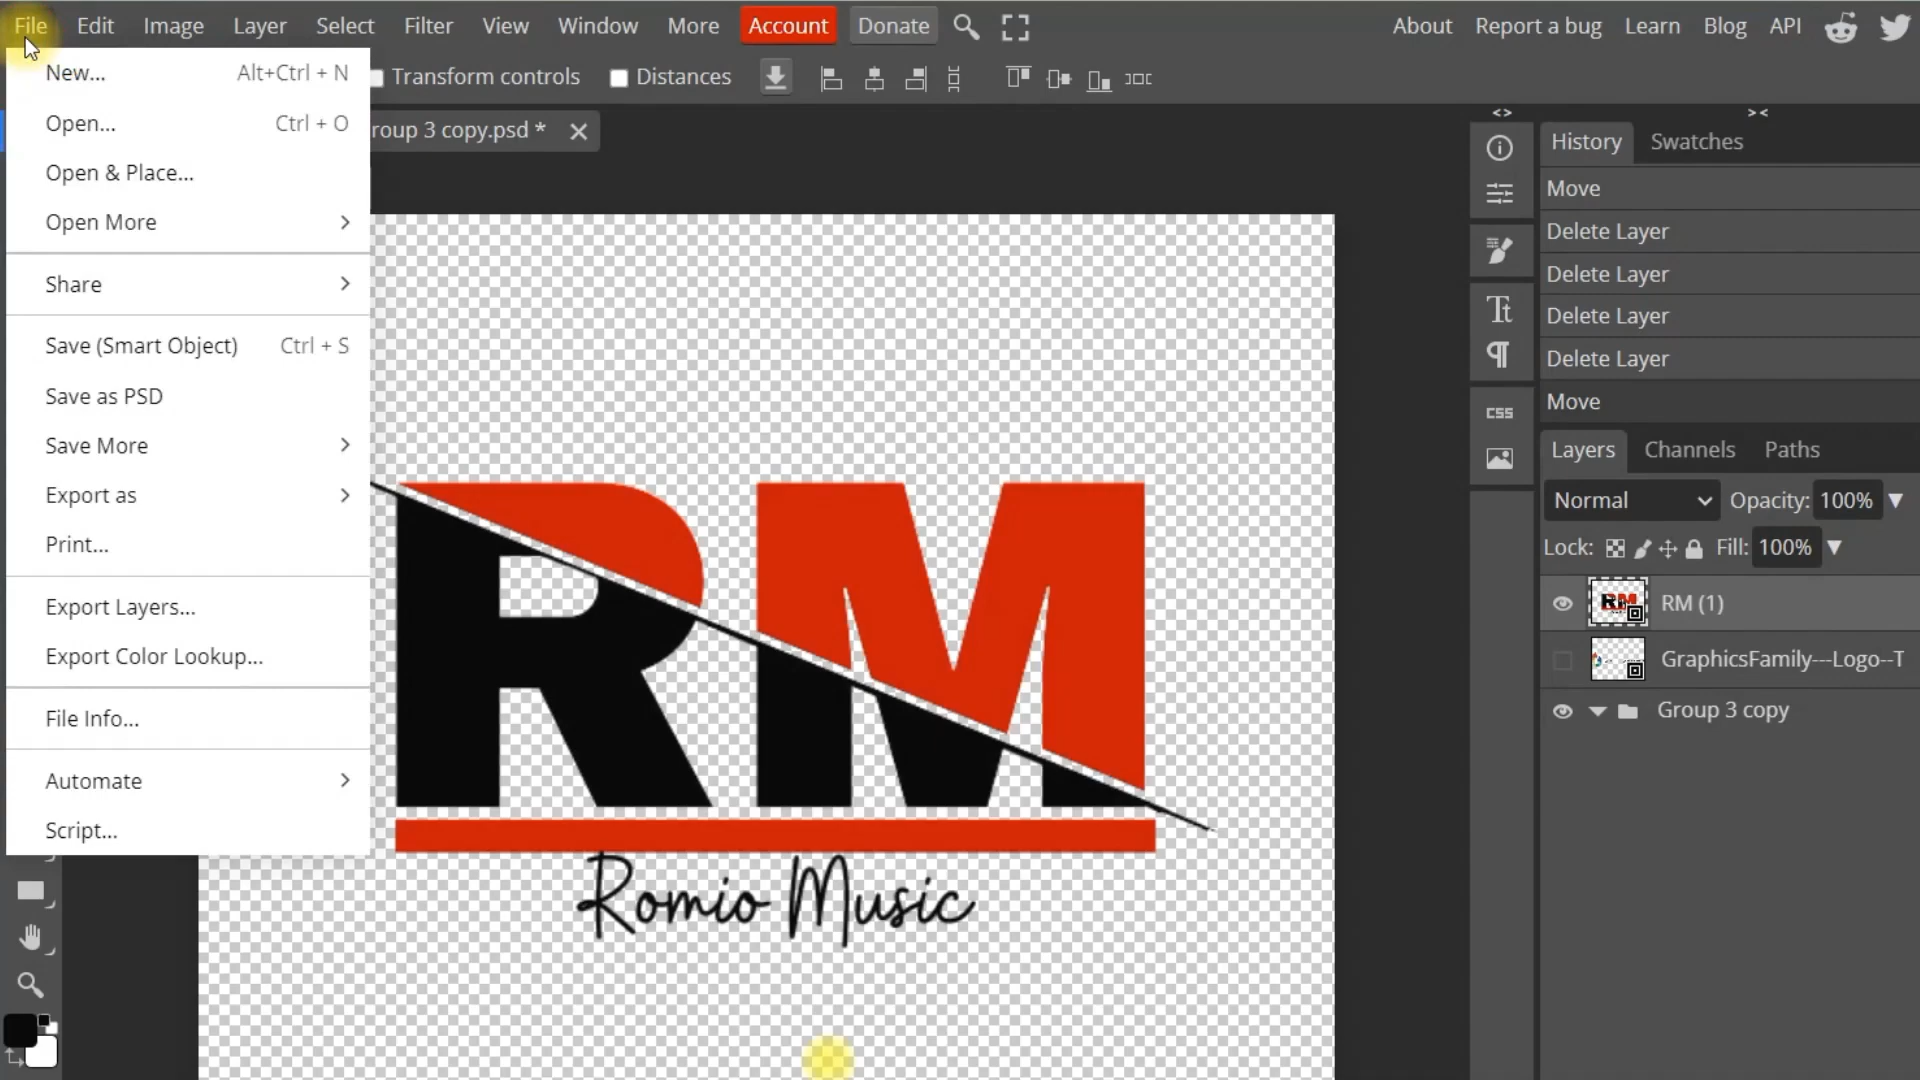 File Edit Image Layer Select Filter View Window More Account Donate About Report a bug Learn Blog API
Transform controls Distances
roup 3 copy.psd *
New... Alt+Ctrl + N
Open... Ctrl + O
Open & Place...
Open More
Share
Save (Smart Object) Ctrl + S
Save as PSD
Save More
Export as
Print...
Export Layers...
Export Color Lookup...
File Info...
Automate
Script...
RM
Romio Music
CSS
History Swatches
Move
Delete Layer
Delete Layer
Delete Layer
Delete Layer
Move
Layers Channels Paths
Normal Opacity: 100%
Lock: Fill: 100%
RM (1)
GraphicsFamily---Logo--T
Group 3 copy